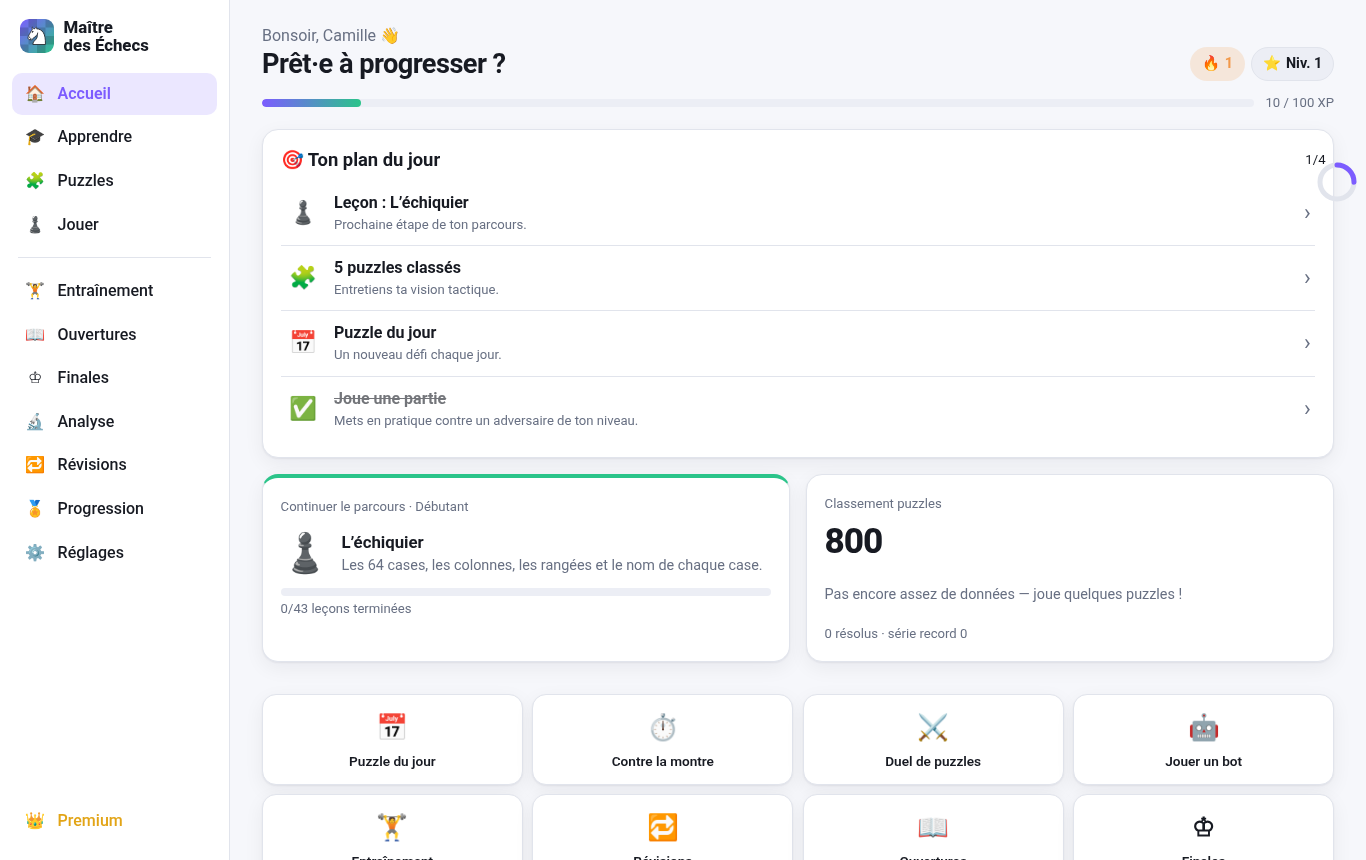 Maître
des Échecs
Accueil
Apprendre
Puzzles
Jouer
Entraînement
Ouvertures
Finales
Analyse
Révisions
Progression
Réglages
Premium
Bonsoir, Camille 👋
Prêt·e à progresser ?
🔥 1
⭐ Niv. 1
10 / 100 XP
🎯 Ton plan du jour
1/4
Leçon : L’échiquier
Prochaine étape de ton parcours.
5 puzzles classés
Entretiens ta vision tactique.
Puzzle du jour
Un nouveau défi chaque jour.
Joue une partie
Mets en pratique contre un adversaire de ton niveau.
Continuer le parcours · Débutant
L’échiquier
Les 64 cases, les colonnes, les rangées et le nom de chaque case.
0/43 leçons terminées
Classement puzzles
800
Pas encore assez de données — joue quelques puzzles !
0 résolus · série record 0
Puzzle du jour
Contre la montre
Duel de puzzles
Jouer un bot
Entraînement
Révisions
Ouvertures
Finales